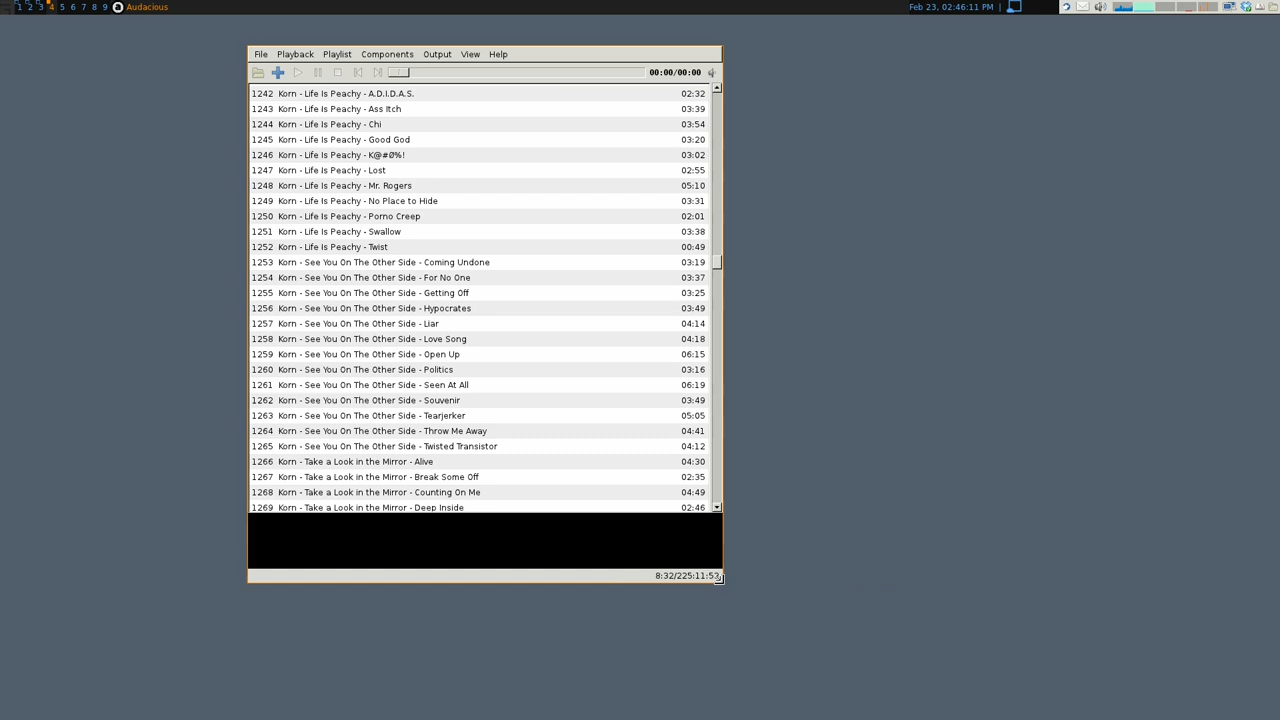 1 2 3 4 5 6 7 8 9 Audacious Feb 23, 02:46:11 PM |
File Playback Playlist Components Output View Help
00:00/00:00
1242 Korn - Life Is Peachy - A.D.I.D.A.S. 02:32
1243 Korn - Life Is Peachy - Ass Itch 03:39
1244 Korn - Life Is Peachy - Chi 03:54
1245 Korn - Life Is Peachy - Good God 03:20
1246 Korn - Life Is Peachy - K@#Ø%! 03:02
1247 Korn - Life Is Peachy - Lost 02:55
1248 Korn - Life Is Peachy - Mr. Rogers 05:10
1249 Korn - Life Is Peachy - No Place to Hide 03:31
1250 Korn - Life Is Peachy - Porno Creep 02:01
1251 Korn - Life Is Peachy - Swallow 03:38
1252 Korn - Life Is Peachy - Twist 00:49
1253 Korn - See You On The Other Side - Coming Undone 03:19
1254 Korn - See You On The Other Side - For No One 03:37
1255 Korn - See You On The Other Side - Getting Off 03:25
1256 Korn - See You On The Other Side - Hypocrates 03:49
1257 Korn - See You On The Other Side - Liar 04:14
1258 Korn - See You On The Other Side - Love Song 04:18
1259 Korn - See You On The Other Side - Open Up 06:15
1260 Korn - See You On The Other Side - Politics 03:16
1261 Korn - See You On The Other Side - Seen At All 06:19
1262 Korn - See You On The Other Side - Souvenir 03:49
1263 Korn - See You On The Other Side - Tearjerker 05:05
1264 Korn - See You On The Other Side - Throw Me Away 04:41
1265 Korn - See You On The Other Side - Twisted Transistor 04:12
1266 Korn - Take a Look in the Mirror - Alive 04:30
1267 Korn - Take a Look in the Mirror - Break Some Off 02:35
1268 Korn - Take a Look in the Mirror - Counting On Me 04:49
1269 Korn - Take a Look in the Mirror - Deep Inside 02:46